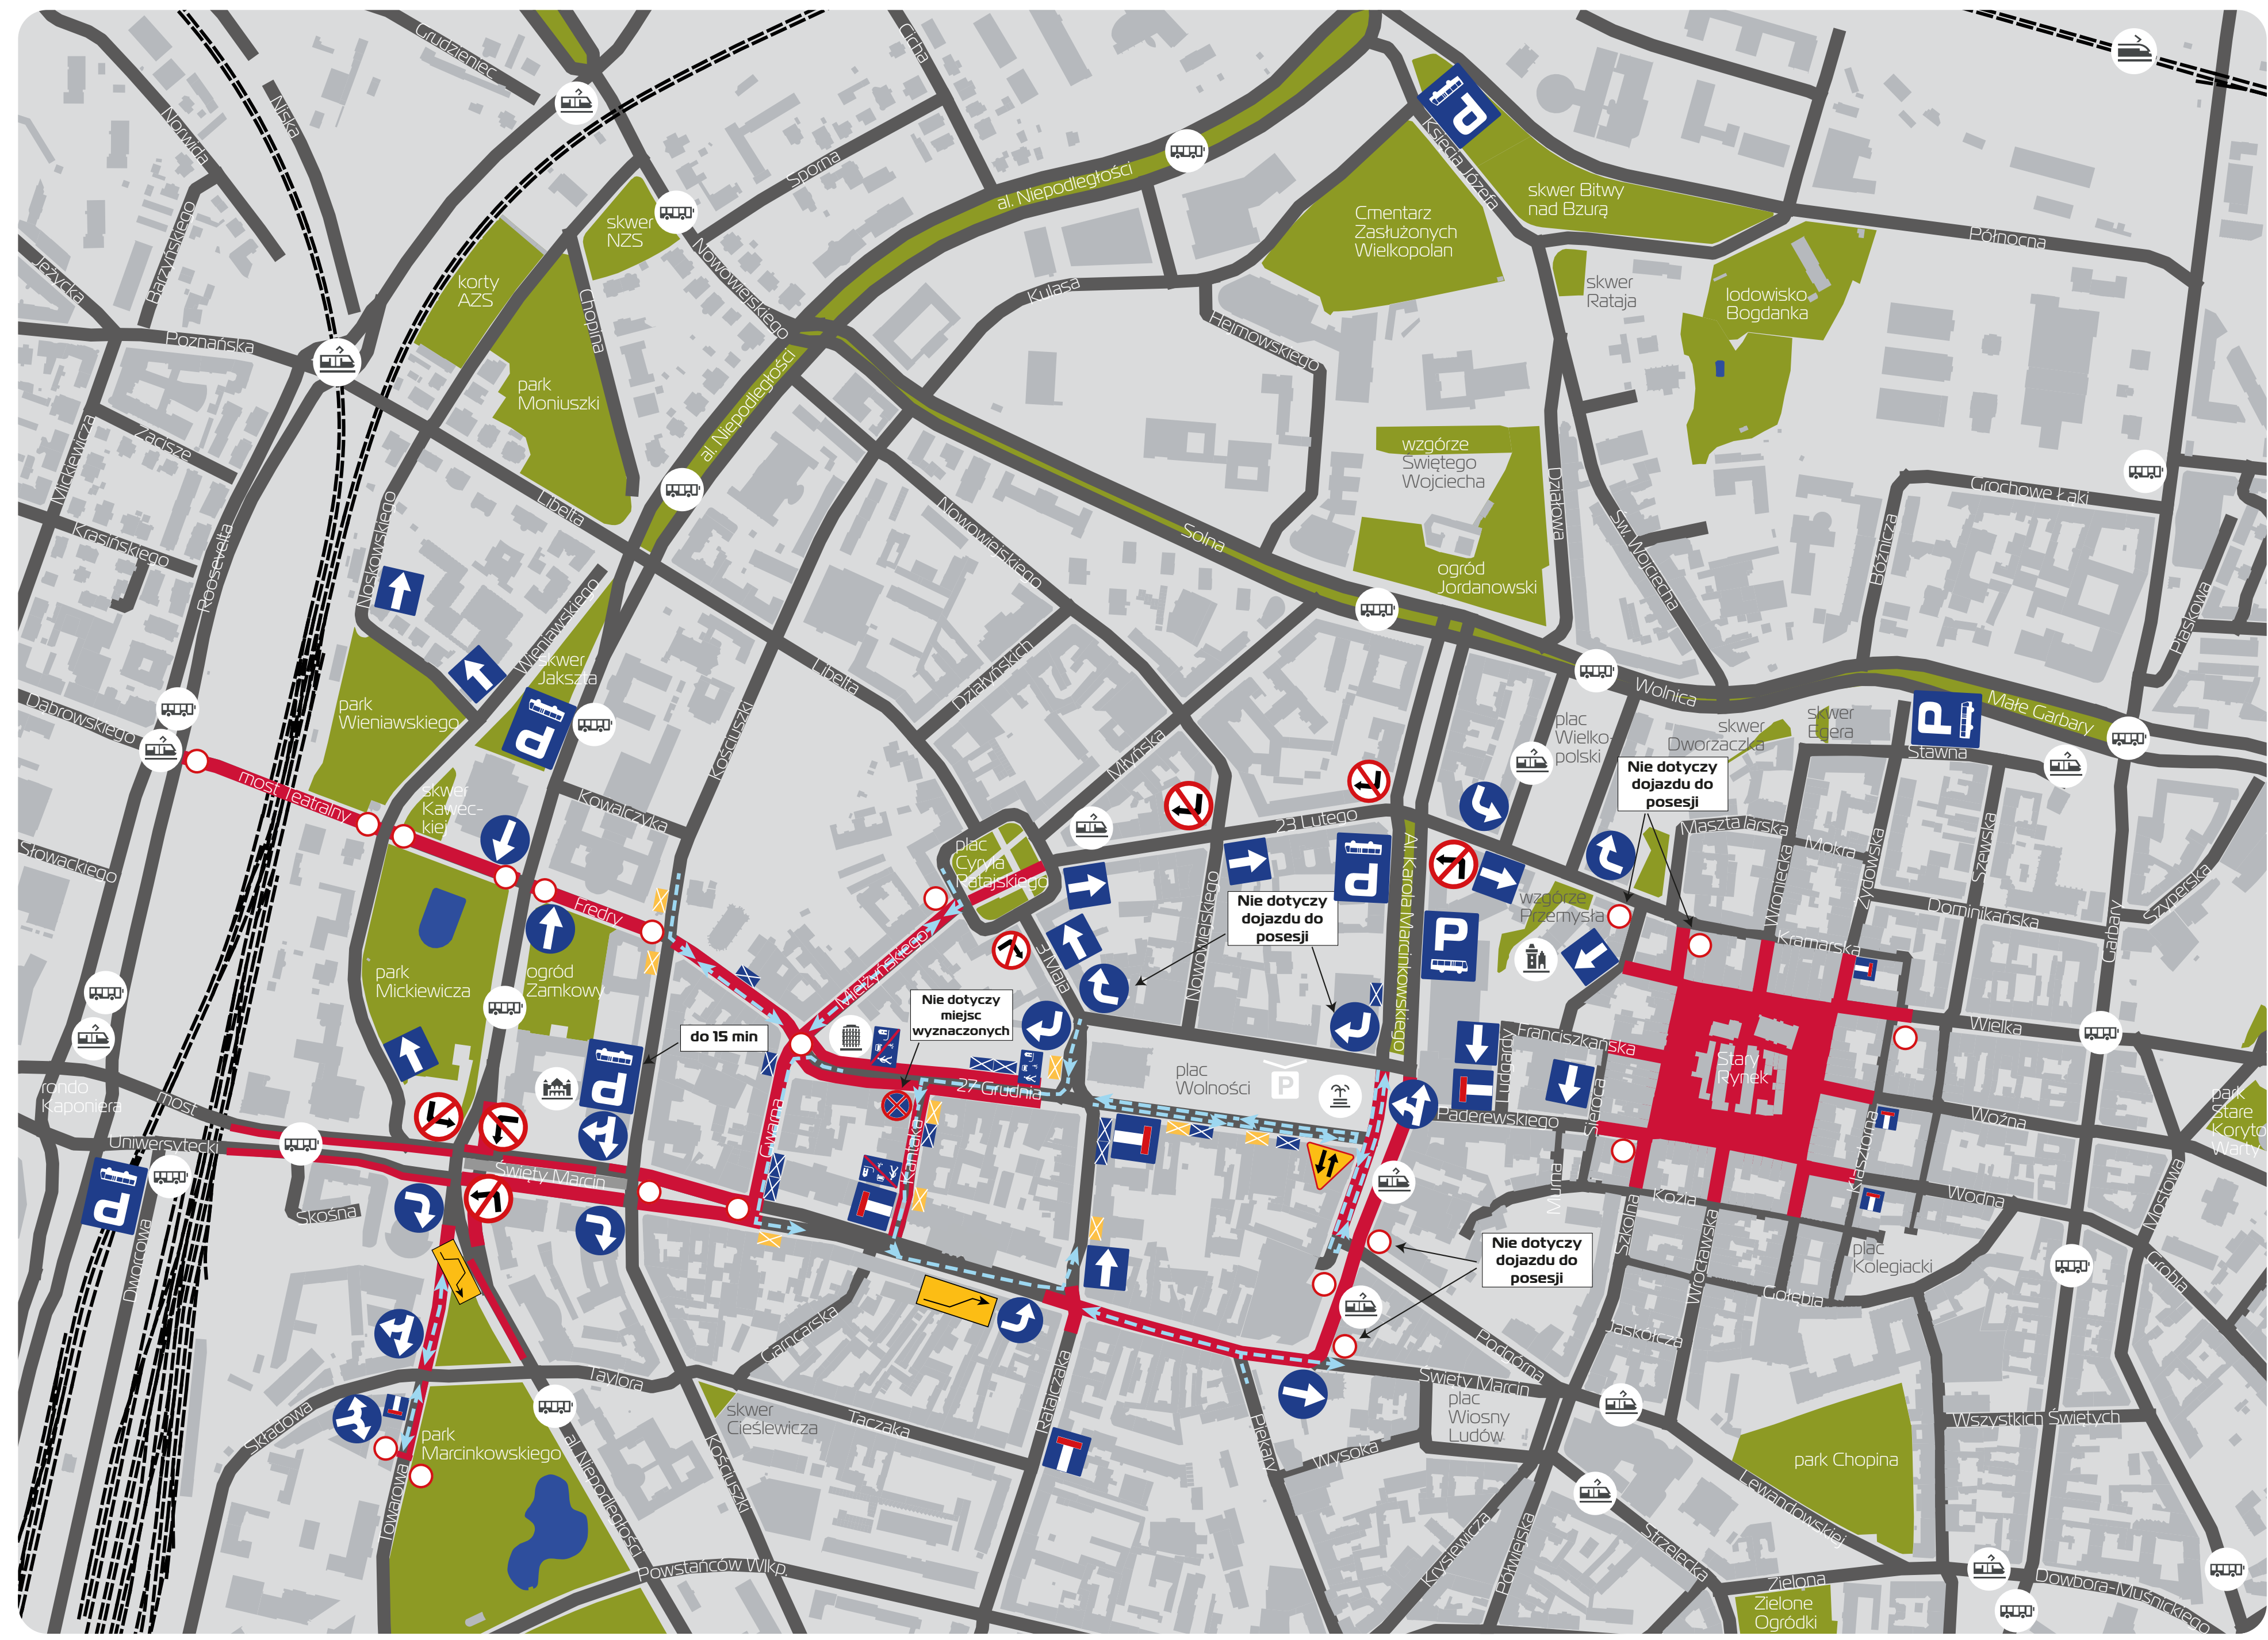 Grudzieniec
Cicha
Niska
Norwida
Barzyńskiego
Jeżycka
Poznańska
Sporna
skwer
NZS
korty
AZS
Chopina
Nowowiejskiego
al. Niepodległości
Księcia Józefa
skwer Bitwy
nad Bzurą
Cmentarz
Zasłużonych
Wielkopolan
Północna
Kulasa
skwer
Rataja
lodowisko
Bogdanka
Heimowskiego
park
Moniuszki
al. Niepodległości
Mickiewicza
Zacisze
Krasińskiego
Roosevelta
Noskowskiego
Libelta
Nowowiejskiego
Solna
wzgórze
Świętego
Wojciecha
Działowa
Św. Wojciecha
ogród
Jordanowski
Grochowe Łąki
Bóżnicza
Piaskowa
Wieniawskiego
skwer
Jakszta
Libelta
Działyńskich
Kościuszki
park
Wieniawskiego
Dąbrowskiego
most Teatralny
skwer
Kawec-
kiej
Kowalczyka
Młyńska
plac
Wielko-
polski
Wolnica
skwer
Dworzaczka
skwer
Egera
Małe Garbary
Stawna
P
Nie dotyczy
dojazdu do
posesji
Słowackiego
Fredry
plac
Cyryla
Ratajskiego
23 Lutego
Al. Karola Marcinkowskiego
Masztalarska
Mokra
Wroniecka
Żydowska
Szewska
Dominikańska
Szyperska
Garbary
Kramarska
wzgórze
Przemysła
Nie dotyczy
dojazdu do
posesji
3 Maja
Nowowiejskiego
Mielżyńskiego
park
Mickiewicza
ogród
Zamkowy
Nie dotyczy
miejsc
wyznaczonych
do 15 min
27 Grudnia
plac
Wolności
P
Franciszkańska
Ludgardy
Paderewskiego
Sieroca
Stary
Rynek
Wielka
Woźna
park
Stare
Koryto
Warty
rondo
Kaponiera
most
Uniwersytecki
Święty Marcin
Gwarna
Kantaka
Skośna
Dworcowa
Murna
Kozia
Szkolna
Wrocławska
Klasztorna
Wodna
Mostowa
Grobla
plac
Kolegiacki
Gołębia
Jaskółcza
Nie dotyczy
dojazdu do
posesji
Podgórna
Garncarska
Taylora
Składowa
skwer
Cieślewicza
Taczaka
Ratajczaka
Święty Marcin
plac
Wiosny
Ludów
Wysoka
Piekary
Wszystkich Świętych
park Chopina
park
Marcinkowskiego
Towarowa
al. Niepodległości
Kościuszki
Powstańców Wlkp.
Krysiewicza
Półwiejska
Strzelecka
Lewandowskiej
Zielona
Zielone
Ogródki
Dowbora-Muśnickiego